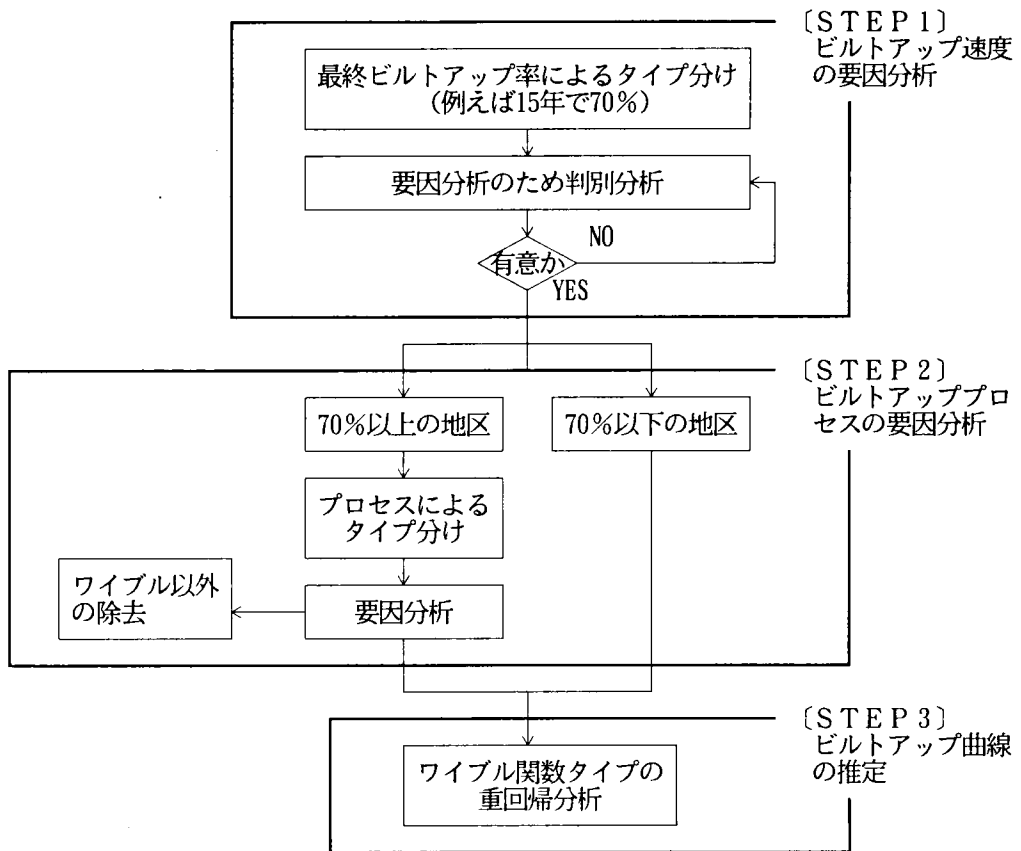 〔STEP1〕
ビルトアップ速度
の要因分析
最終ビルトアップ率によるタイプ分け
(例えば15年で70%)
要因分析のため判別分析
NO
有意か
YES
〔STEP2〕
ビルトアッププロ
セスの要因分析
70%以上の地区
70%以下の地区
プロセスによる
タイプ分け
ワイブル以外
の除去
要因分析
〔STEP3〕
ビルトアップ曲線
の推定
ワイブル関数タイプの
重回帰分析